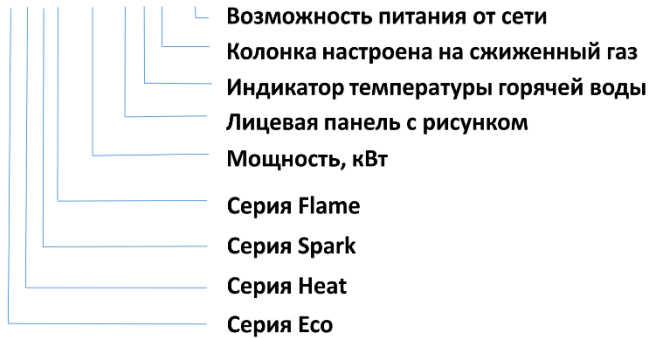 Возможность питания от сети
Колонка настроена на сжиженный газ
Индикатор температуры горячей воды
Лицевая панель с рисунком
Мощность, кВт
Серия Flame
Серия Spark
Серия Heat
Серия Eco